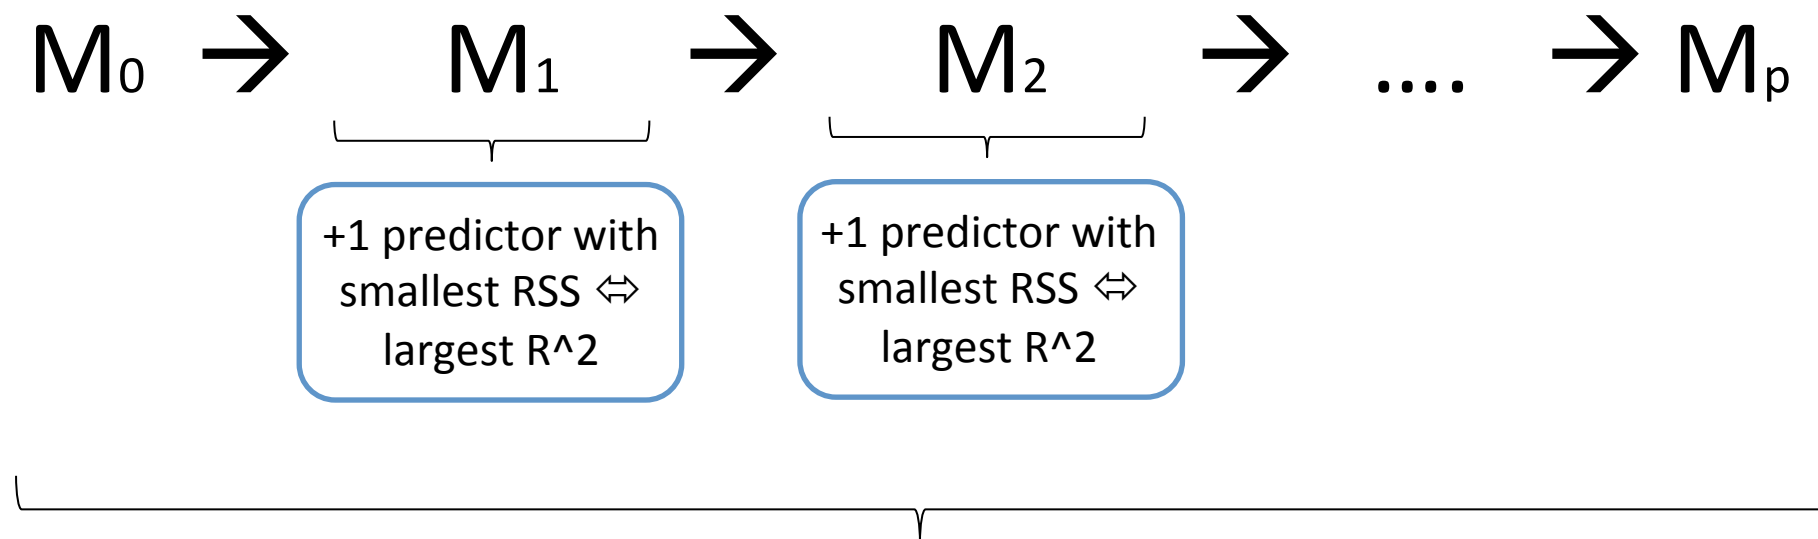 M0 → M1 → M2 → .... → Mp
+1 predictor with
smallest RSS ⇔
largest R^2
+1 predictor with
smallest RSS ⇔
largest R^2